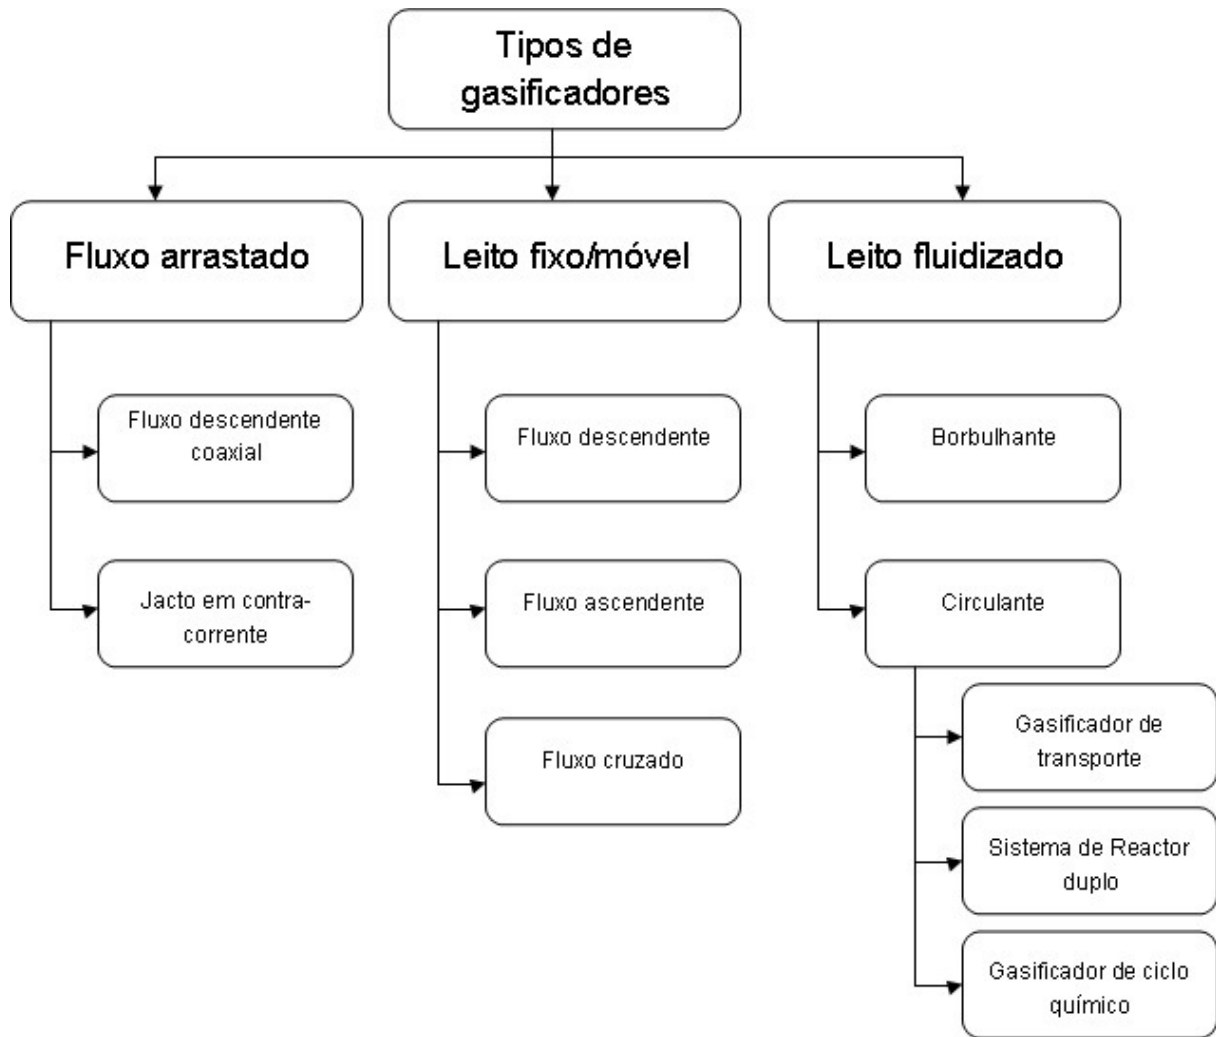 Tipos de
gasificadores
Fluxo arrastado
Leito fixo/móvel
Leito fluidizado
Fluxo descendente
coaxial
Fluxo descendente
Borbulhante
Jacto em contra-
corrente
Fluxo ascendente
Circulante
Fluxo cruzado
Gasificador de
transporte
Sistema de Reactor
duplo
Gasificador de ciclo
químico